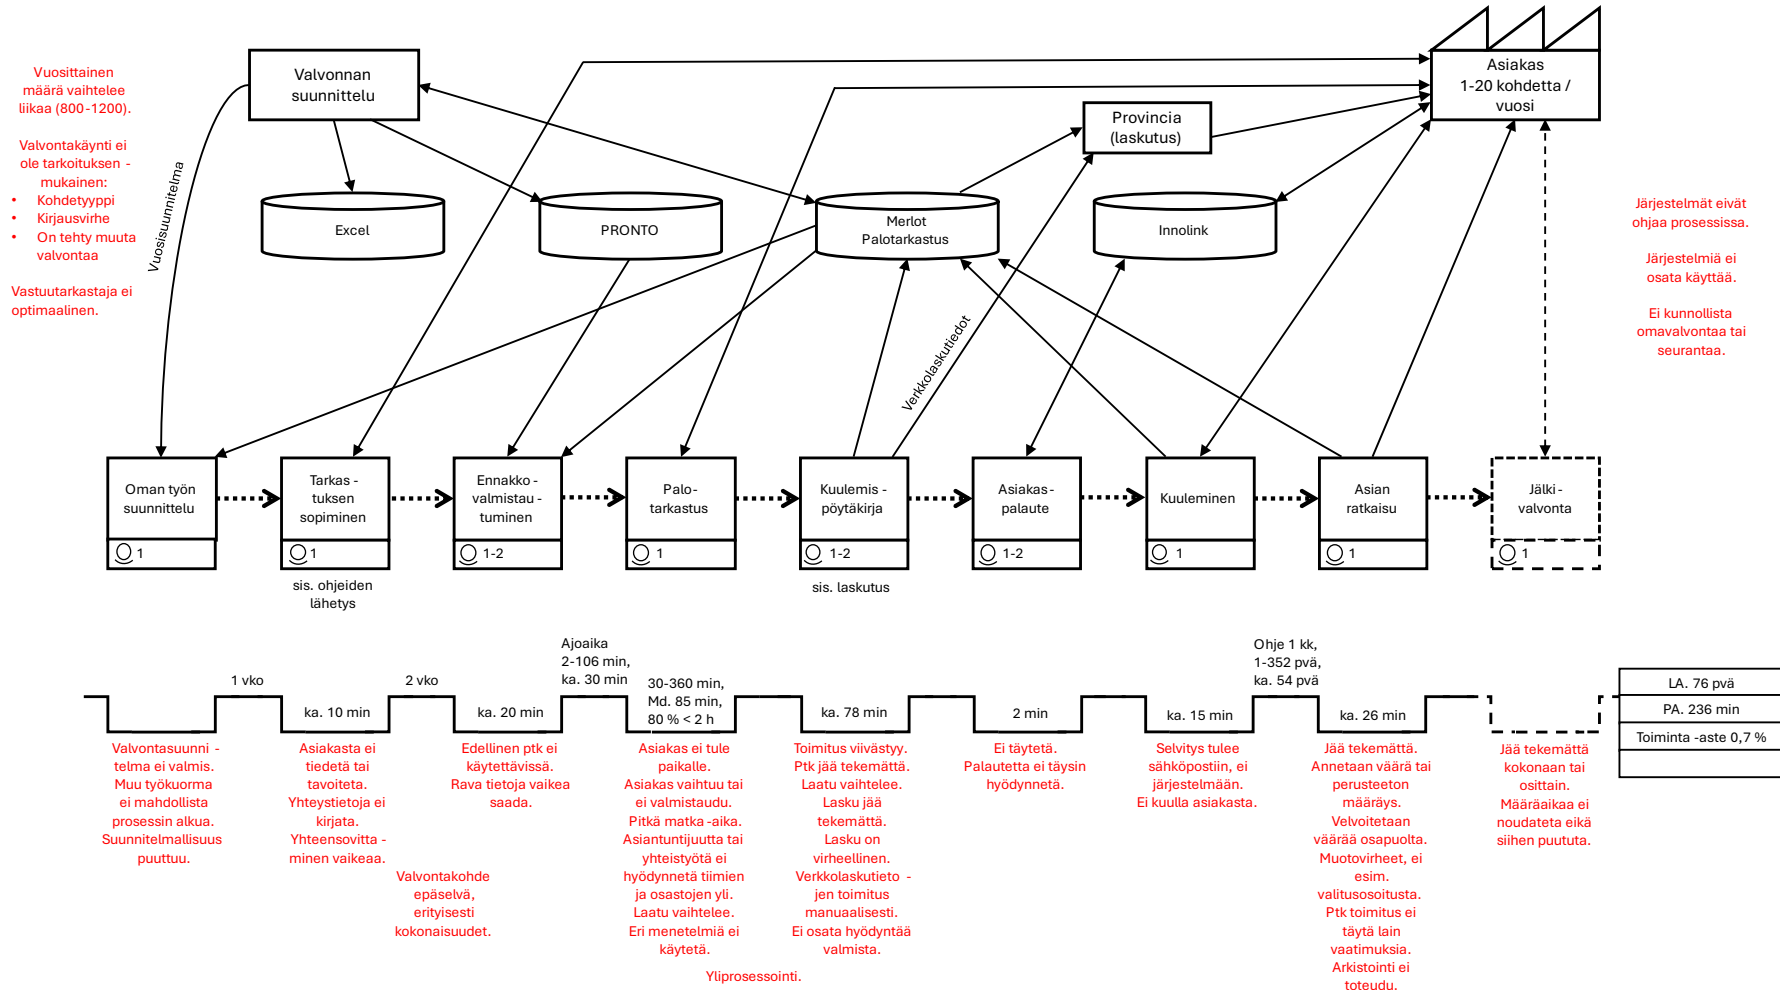 Vuosittainen
määrä vaihtelee
liikaa (800-1200).
Valvontakäynti ei
ole tarkoituksen -
mukainen:
• Kohdetyyppi
• Kirjausvirhe
• On tehty muuta
valvontaa
Vastuutarkastaja ei
optimaalinen.
Valvonnan
suunnittelu
Vuosisuunnitelma
Excel
PRONTO
Merlot
Palotarkastus
Provincia
(laskutus)
Innolink
Asiakas
1-20 kohdetta /
vuosi
Verkkolaskutiedot
Järjestelmät eivät
ohjaa prosessissa.
Järjestelmiä ei
osata käyttää.
Ei kunnollista
omavalvontaa tai
seurantaa.
Oman työn
suunnittelu
1
Tarkas -
tuksen
sopiminen
1
sis. ohjeiden
lähetys
Ennakko -
valmistau -
tuminen
1-2
Palo-
tarkastus
1
Kuulemis -
pöytäkirja
1-2
sis. laskutus
Asiakas -
palaute
1-2
Kuuleminen
1
Asian
ratkaisu
1
Jälki -
valvonta
1
1 vko
ka. 10 min
2 vko
ka. 20 min
Ajoaika
2-106 min,
ka. 30 min
30-360 min,
Md. 85 min,
80 % < 2 h
ka. 78 min
2 min
ka. 15 min
Ohje 1 kk,
1-352 pvä,
ka. 54 pvä
ka. 26 min
LA. 76 pvä
PA. 236 min
Toiminta -aste 0,7 %
Valvontasuunni -
telma ei valmis.
Muu työkuorma
ei mahdollista
prosessin alkua.
Suunnitelmallisuus
puuttuu.
Asiakasta ei
tiedetä tai
tavoiteta.
Yhteystietoja ei
kirjata.
Yhteensovitta -
minen vaikeaa.
Valvontakohde
epäselvä,
erityisesti
kokonaisuudet.
Edellinen ptk ei
käytettävissä.
Rava tietoja vaikea
saada.
Asiakas ei tule
paikalle.
Asiakas vaihtuu tai
ei valmistaudu.
Pitkä matka -aika.
Asiantuntijuutta tai
yhteistyötä ei
hyödynnetä tiimien
ja osastojen yli.
Laatu vaihtelee.
Eri menetelmiä ei
käytetä.
Yliprosessointi.
Toimitus viivästyy.
Ptk jää tekemättä.
Laatu vaihtelee.
Lasku jää
tekemättä.
Lasku on
virheellinen.
Verkkolaskutieto -
jen toimitus
manuaalisesti.
Ei osata hyödyntää
valmista.
Ei täytetä.
Palautetta ei täysin
hyödynnetä.
Selvitys tulee
sähköpostiin, ei
järjestelmään.
Ei kuulla asiakasta.
Jää tekemättä.
Annetaan väärä tai
perusteeton
määräys.
Velvoitetaan
väärää osapuolta.
Muotovirheet, ei
esim.
valitusosoitusta.
Ptk toimitus ei
täytä lain
vaatimuksia.
Arkistointi ei
toteudu.
Jää tekemättä
kokonaan tai
osittain.
Määräaikaa ei
noudateta eikä
siihen puututa.